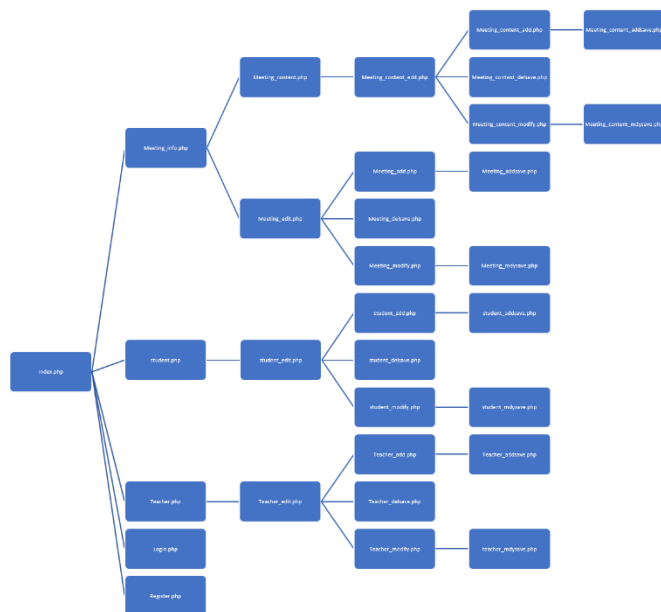 Meeting_content_add.php
Meeting_content_addsave.php
Meeting_content.php
Meeting_content_edit.php
Meeting_content_delsave.php
Meeting_content_modify.php
Meeting_content_mdysave.php
Meeting_info.php
Meeting_add.php
Meeting_addsave.php
Meeting_edit.php
Meeting_delsave.php
Meeting_modify.php
Meeting_mdysave.php
student_add.php
student_addsave.php
index.php
student.php
student_edit.php
student_delsave.php
student_modify.php
student_mdysave.php
Teacher_add.php
Teacher_addsave.php
Teacher.php
Teacher_edit.php
Teacher_delsave.php
Login.php
Teacher_modify.php
teacher_mdysave.php
Register.php